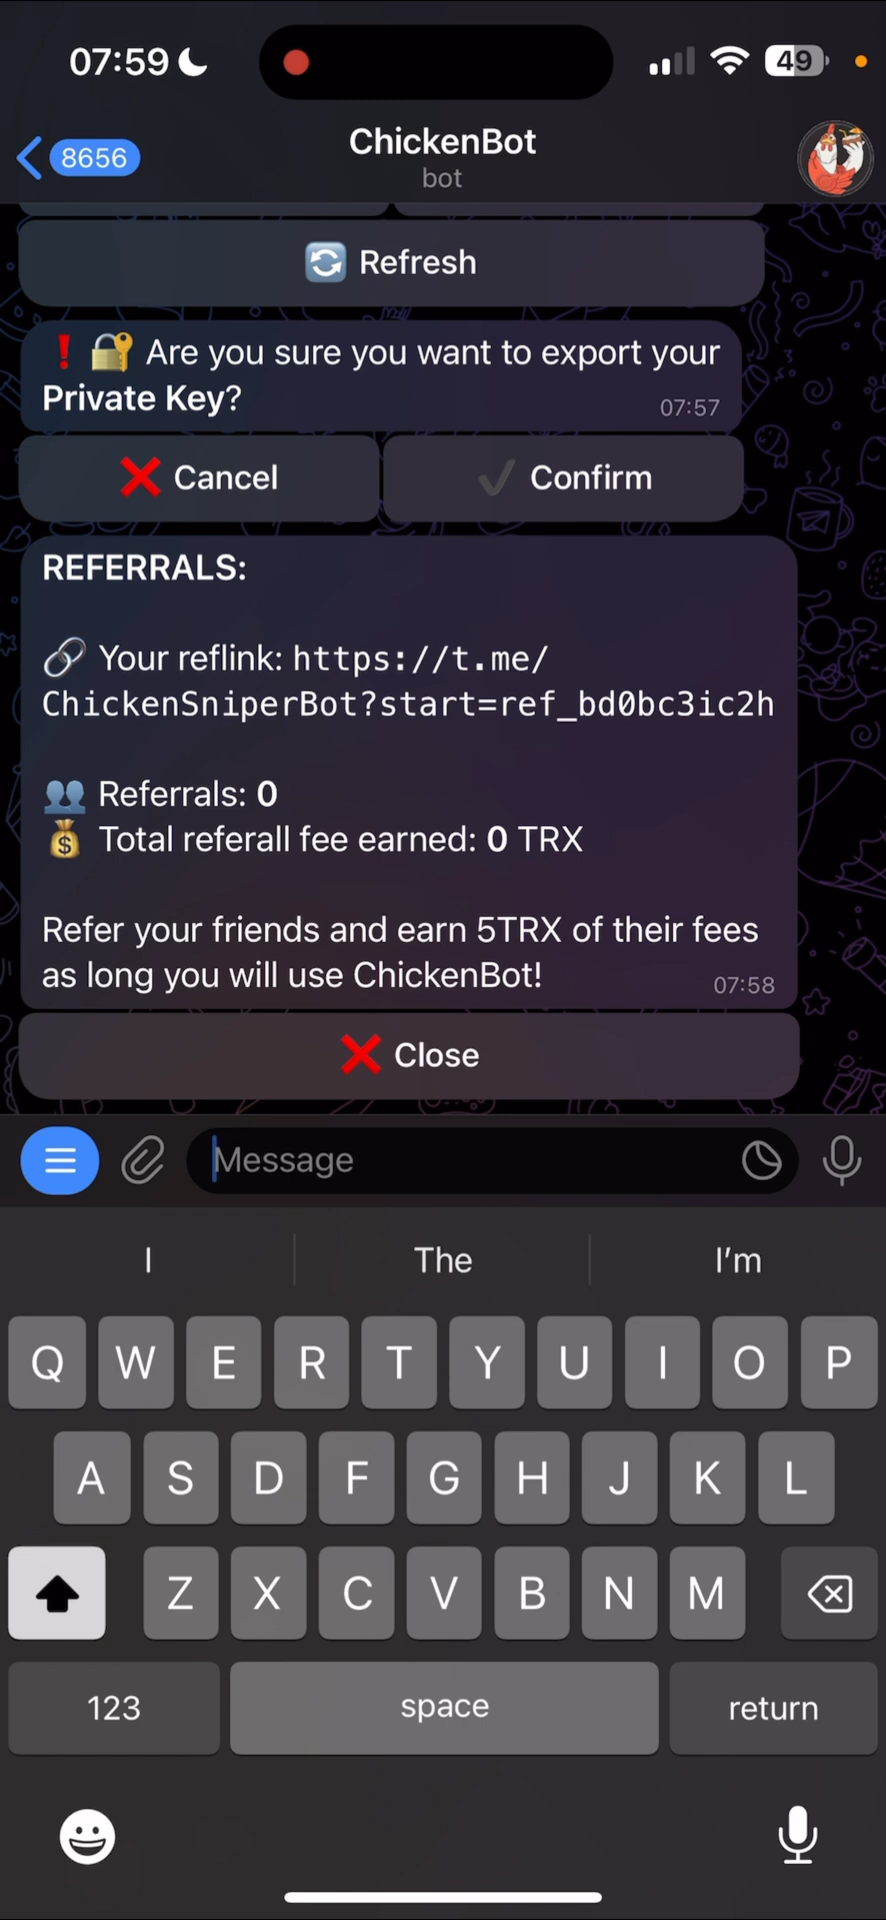 07:59
49
8656
ChickenBot
bot
Refresh
Are you sure you want to export your
Private Key?
07:57
Cancel
Confirm
REFERRALS:
Your reflink: https://t.me/
ChickenSniperBot?start=ref_bd0bc3ic2h
Referrals: 0
Total referall fee earned: 0 TRX
Refer your friends and earn 5TRX of their fees
as long you will use ChickenBot!
07:58
Close
Message
I The I’m
Q W E R T Y U I O P
A S D F G H J K L
Z X C V B N M
123 space return